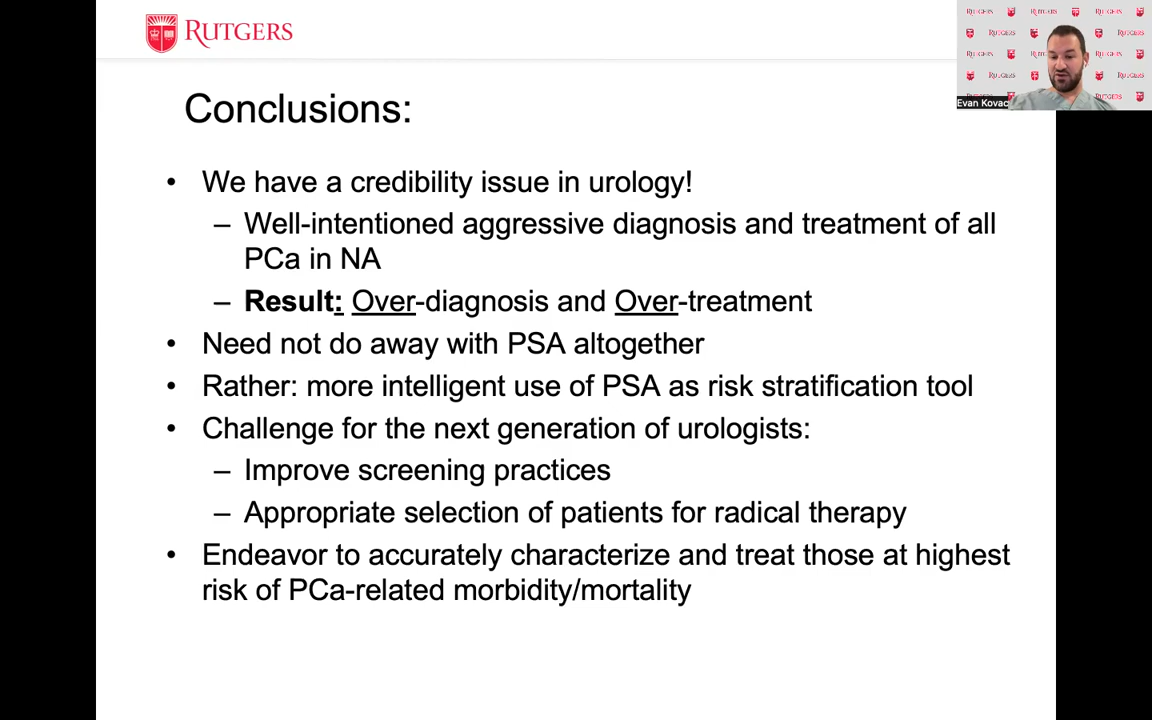 RUTGERS
Conclusions:
• We have a credibility issue in urology!
– Well-intentioned aggressive diagnosis and treatment of all
PCa in NA
– Result: Over-diagnosis and Over-treatment
• Need not do away with PSA altogether
• Rather: more intelligent use of PSA as risk stratification tool
• Challenge for the next generation of urologists:
– Improve screening practices
– Appropriate selection of patients for radical therapy
• Endeavor to accurately characterize and treat those at highest
risk of PCa-related morbidity/mortality
Evan Kovac